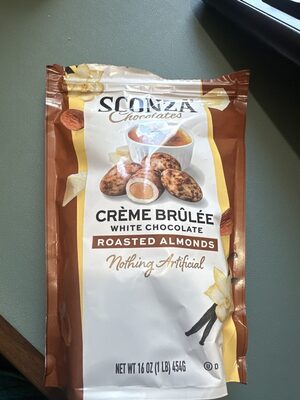 SCONZA
Chocolates
CRÈME BRÛLÉE
WHITE CHOCOLATE
ROASTED ALMONDS
Nothing Artificial
NET WT 16 OZ (1 LB) 454G
U D